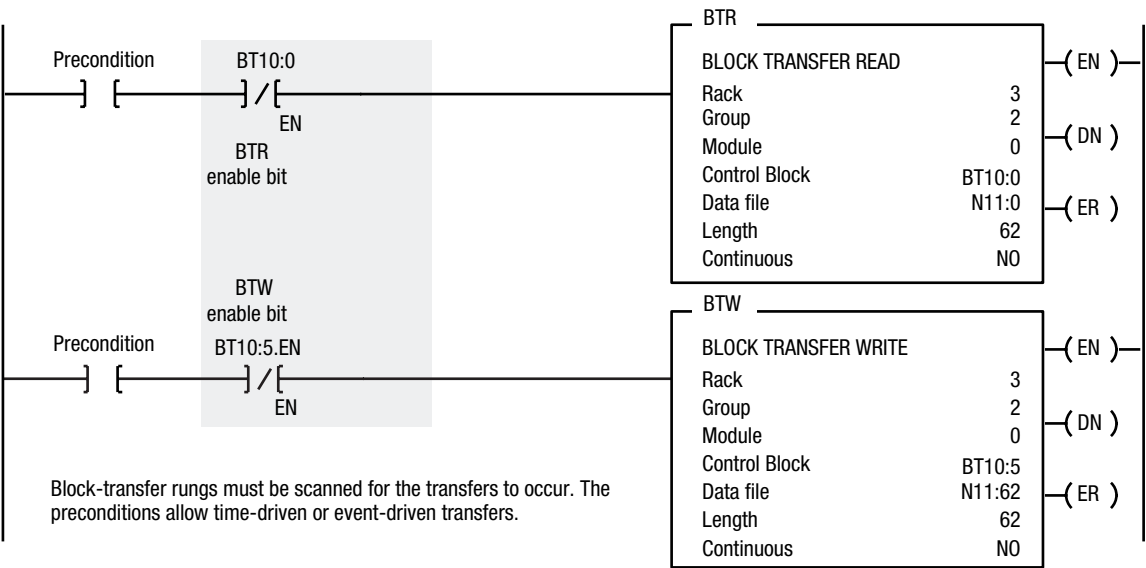 BTR
Precondition
BT10:0
EN
BTR
enable bit
BLOCK TRANSFER READ
Rack 3
Group 2
Module 0
Control Block BT10:0
Data file N11:0
Length 62
Continuous NO
EN
DN
ER
BTW
enable bit
Precondition
BT10:5.EN
EN
BTW
BLOCK TRANSFER WRITE
Rack 3
Group 2
Module 0
Control Block BT10:5
Data file N11:62
Length 62
Continuous NO
EN
DN
ER
Block-transfer rungs must be scanned for the transfers to occur. The
preconditions allow time-driven or event-driven transfers.